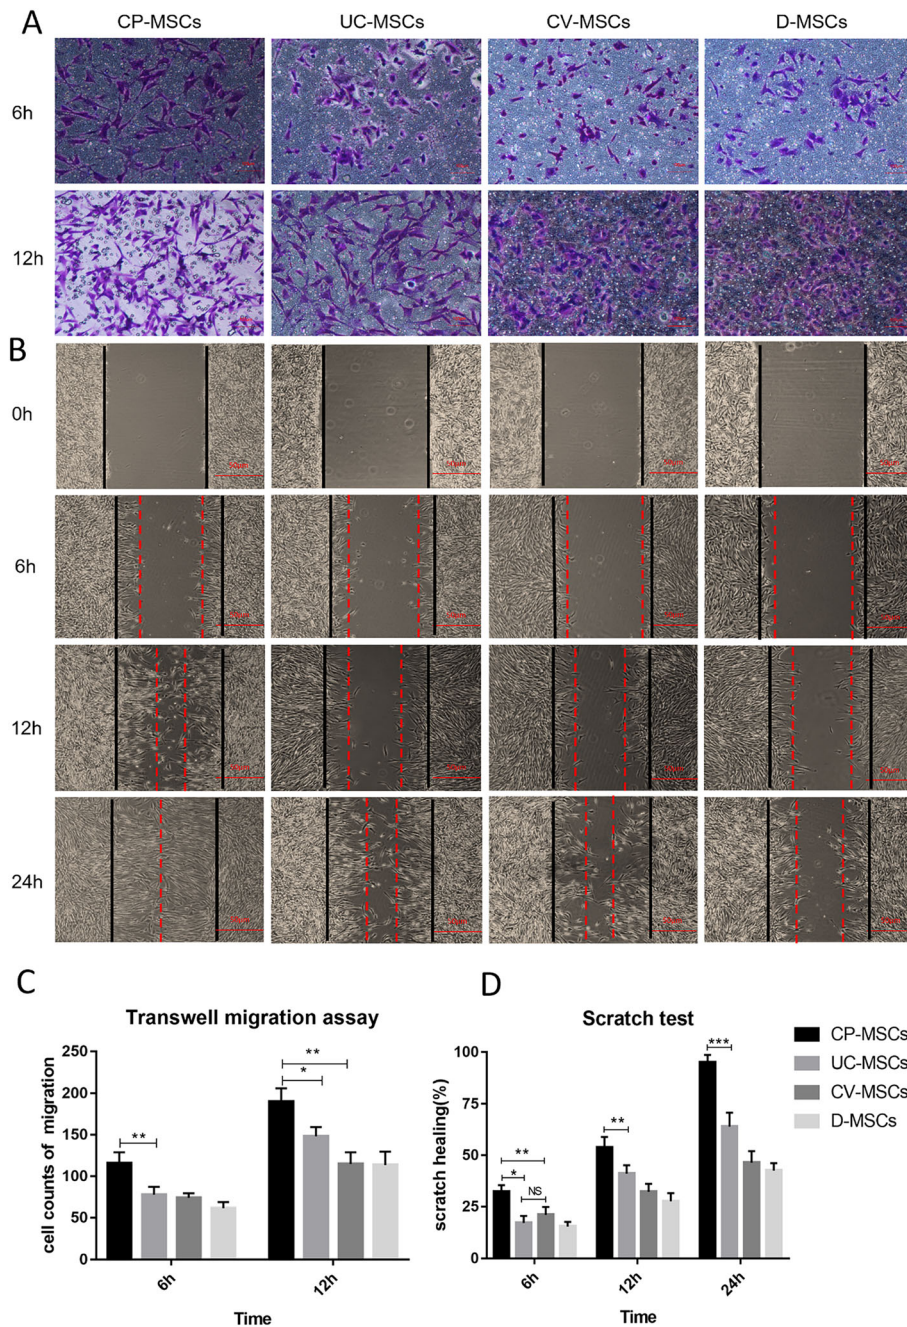 A
CP-MSCs
UC-MSCs
CV-MSCs
D-MSCs
6h
12h
B
0h
6h
12h
24h
C
Transwell migration assay
cell counts of migration
250
200
150
100
50
0
**
*
**
6h
12h
Time
D
Scratch test
scratch healing(%)
100
75
50
25
0
**
*
NS
**
***
6h
12h
24h
Time
CP-MSCs
UC-MSCs
CV-MSCs
D-MSCs